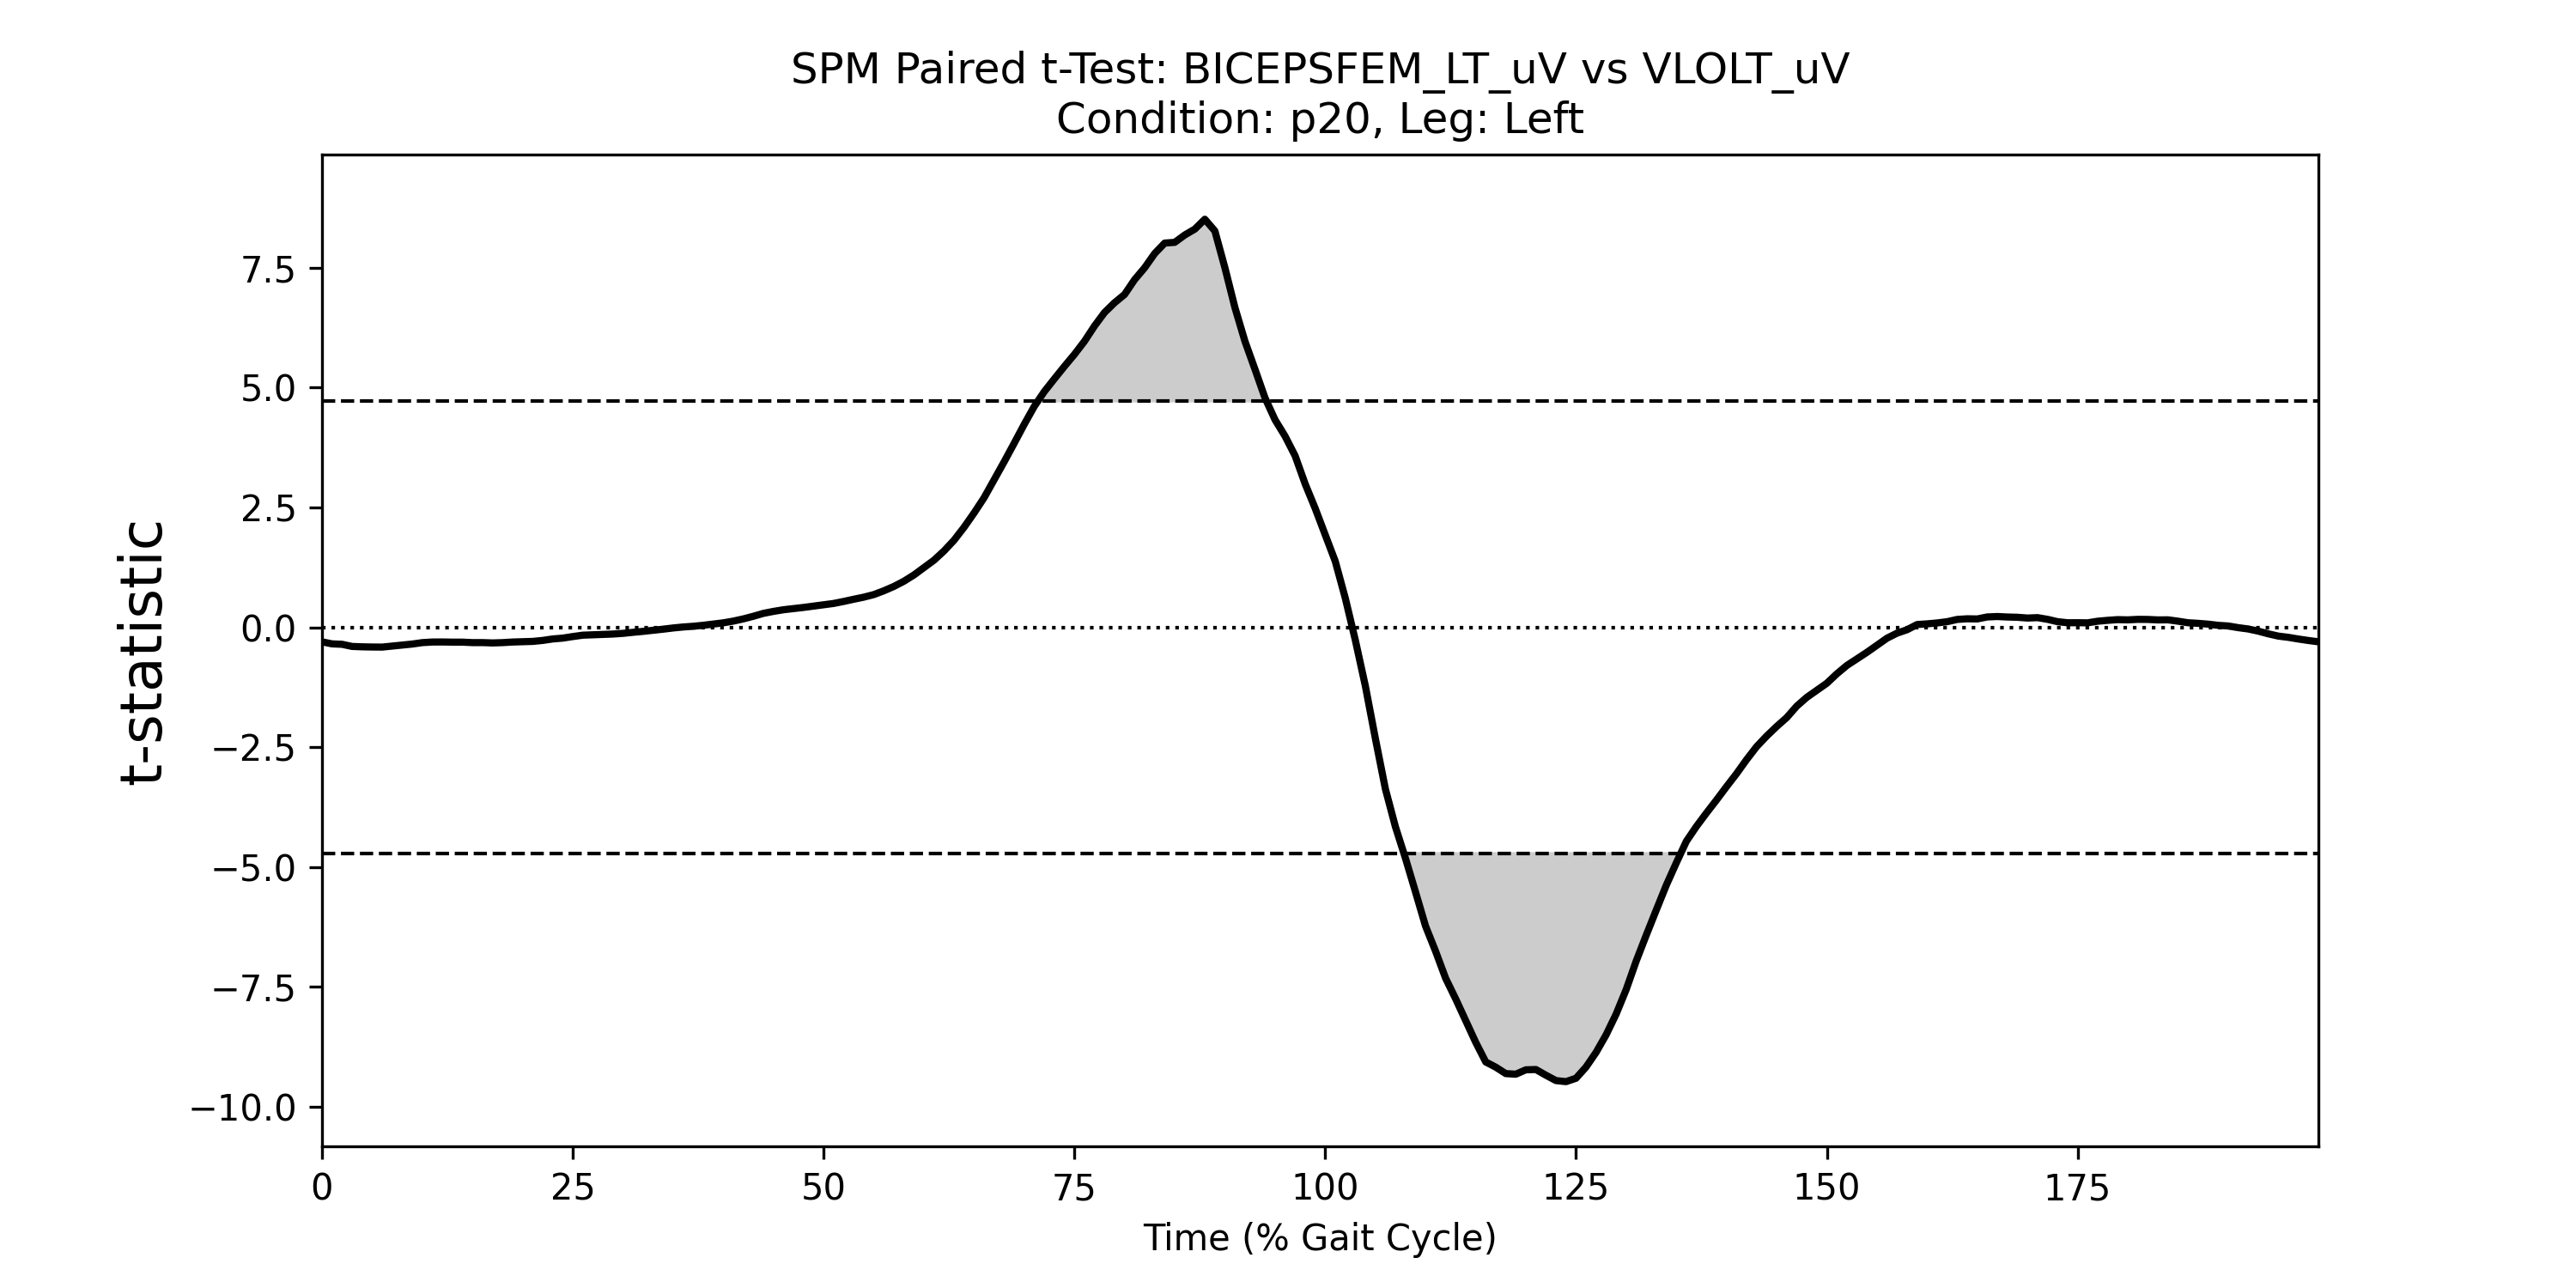 SPM Paired t-Test: BICEPSFEM_LT_uV vs VLOLT_uV
Condition: p20, Leg: Left
t-statistic
7.5
5.0
2.5
0.0
−2.5
−5.0
−7.5
−10.0
0 25 50 75 100 125 150 175
Time (% Gait Cycle)